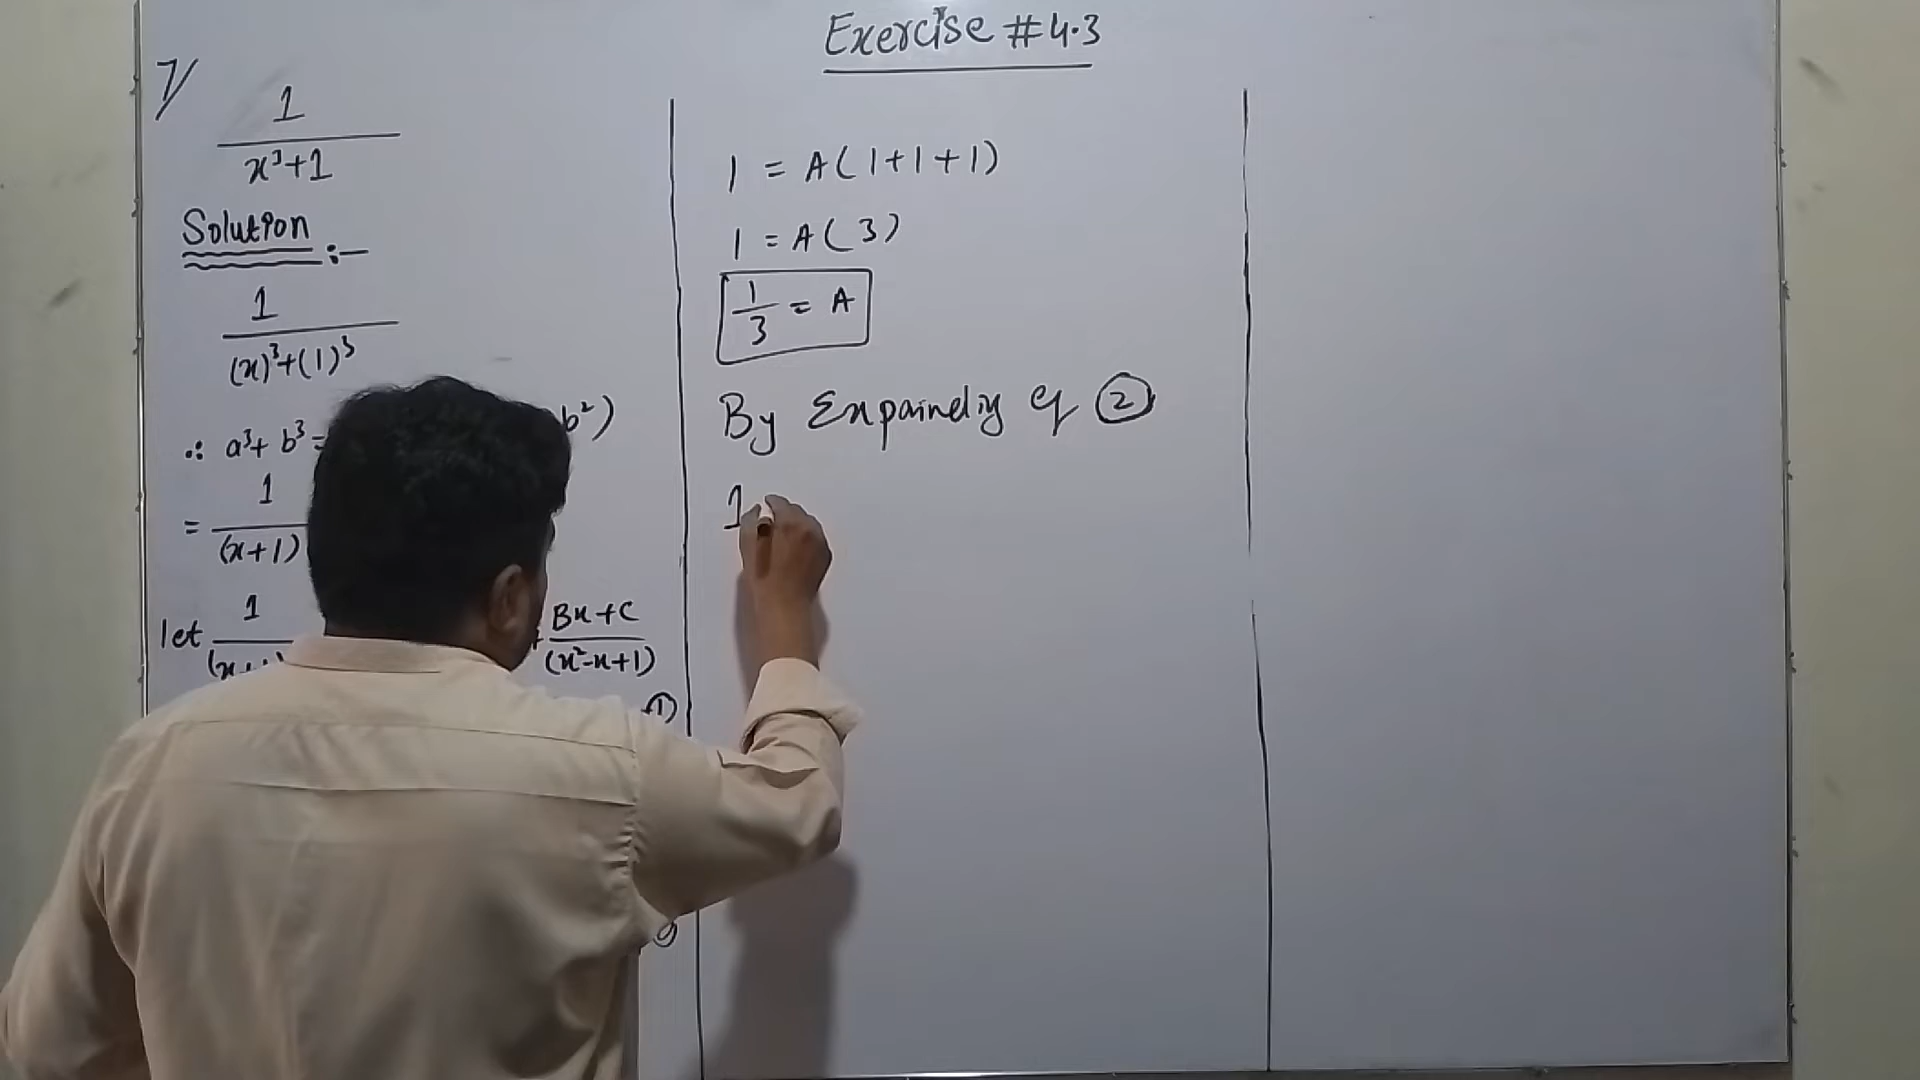 Exercise #4.3
7/
1
x³+1
Solution :-
1
(x)³+(1)³
∴ a³+ b³ = b²)
1
= (x+1)
let 1 Bx+C
(x²-x+1)
①
1 = A(1+1+1)
1 = A(3)
1/3 = A
By Expainding eq ②
1